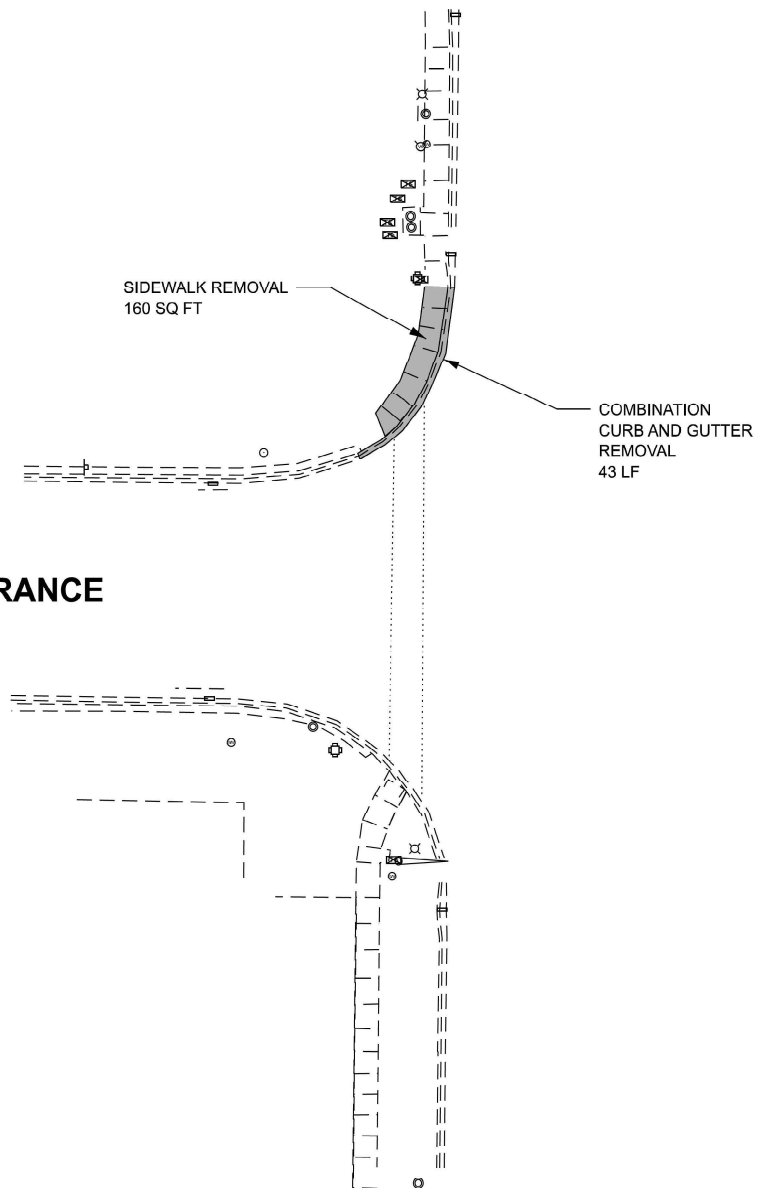 SIDEWALK REMOVAL
160 SQ FT
COMBINATION
CURB AND GUTTER
REMOVAL
43 LF
RANCE